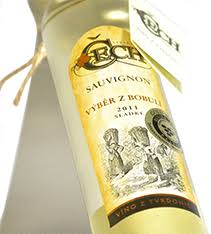 ČECH
SAUVIGNON
VÝBĚR Z BOBULÍ
2011
SLADKÉ
VÍNO Z TVRDONIC